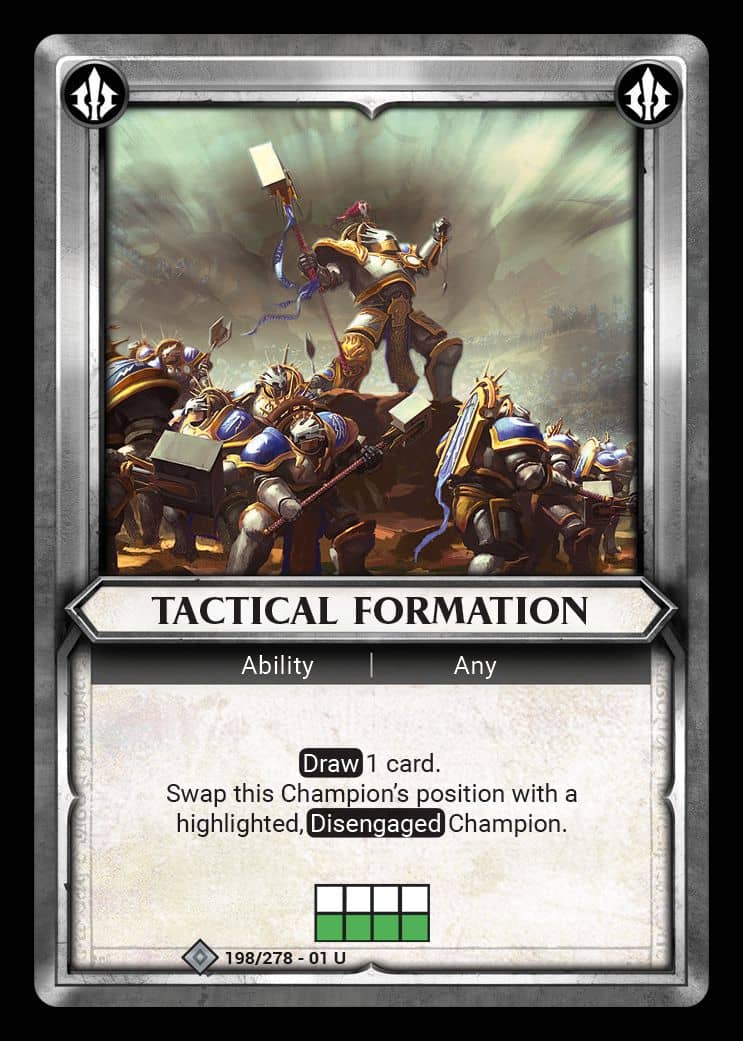 TACTICAL FORMATION
Ability | Any
Draw 1 card.
Swap this Champion's position with a
highlighted, Disengaged Champion.
198/278 - 01 U